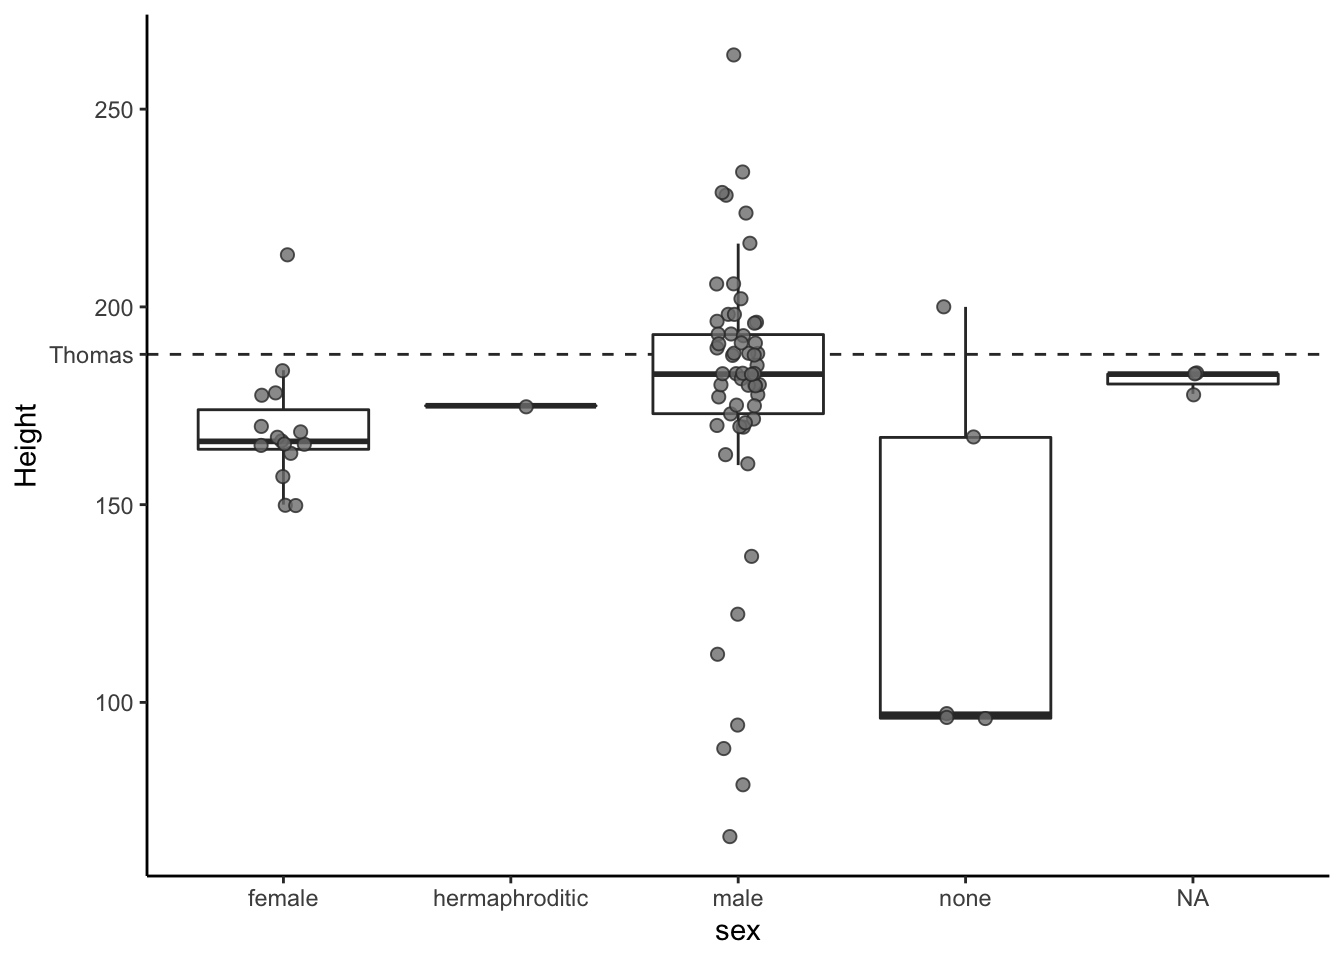 250
200
Thomas
150
100
Height
female
hermaphroditic
male
none
NA
sex